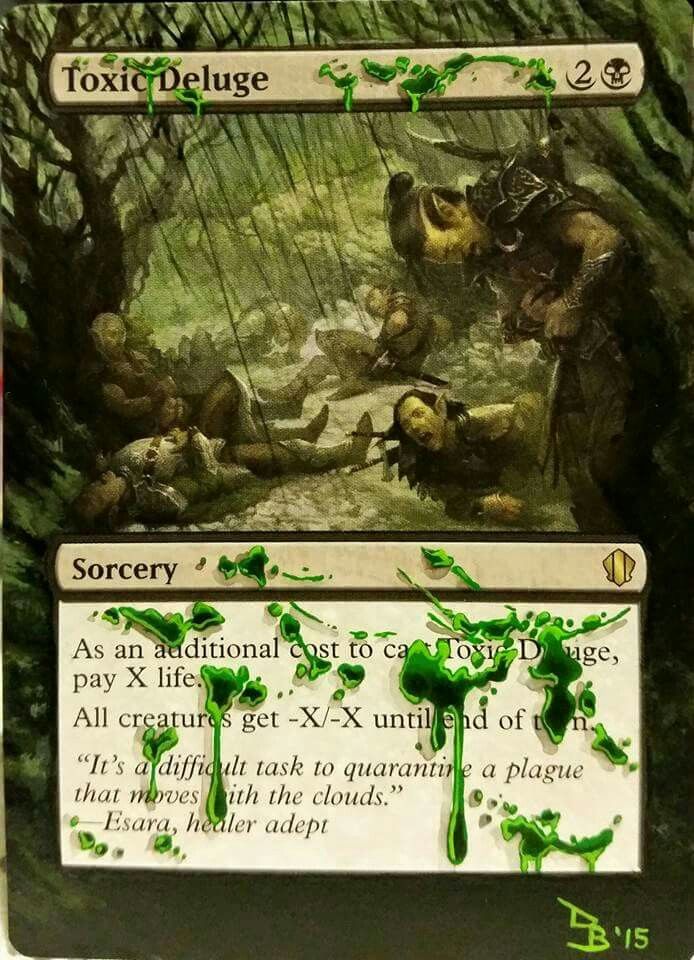 Toxic Deluge 2
Sorcery
As an additional cost to cast Toxic Deluge,
pay X life.
All creatures get -X/-X until end of turn.
“It's a difficult task to quarantine a plague
that moves with the clouds.”
—Esara, healer adept
DB '15